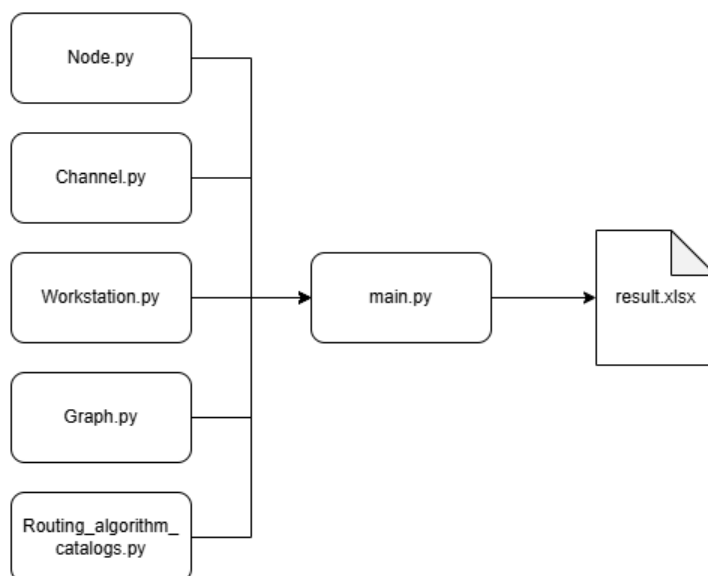 Node.py
Channel.py
Workstation.py
main.py
result.xlsx
Graph.py
Routing_algorithm_
catalogs.py